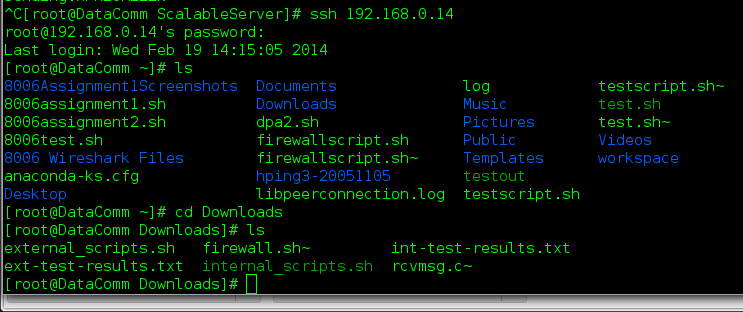 ^C[root@DataComm ScalableServer]# ssh 192.168.0.14
root@192.168.0.14's password:
Last login: Wed Feb 19 14:15:05 2014
[root@DataComm ~]# ls
8006Assignment1Screenshots Documents log testscript.sh~
8006assignment1.sh Downloads Music test.sh
8006assignment2.sh dpa2.sh Pictures test.sh~
8006test.sh firewallscript.sh Public Videos
8006 Wireshark Files firewallscript.sh~ Templates workspace
anaconda-ks.cfg hping3-20051105 testout
Desktop libpeerconnection.log testscript.sh
[root@DataComm ~]# cd Downloads
[root@DataComm Downloads]# ls
external_scripts.sh firewall.sh~ int-test-results.txt
ext-test-results.txt internal_scripts.sh rcvmsg.c~
[root@DataComm Downloads]#